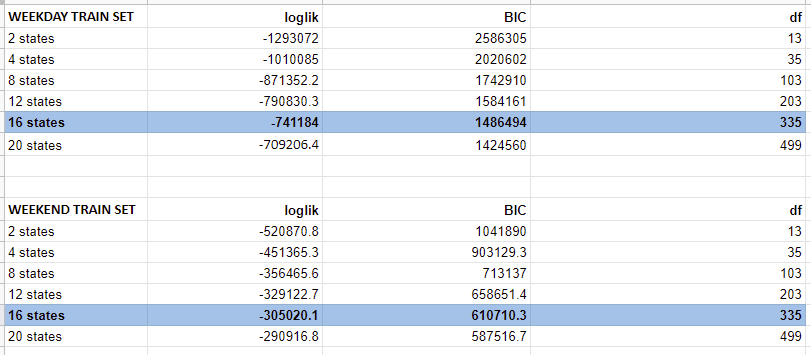 WEEKDAY TRAIN SET loglik BIC df
2 states -1293072 2586305 13
4 states -1010085 2020602 35
8 states -871352.2 1742910 103
12 states -790830.3 1584161 203
16 states -741184 1486494 335
20 states -709206.4 1424560 499
WEEKEND TRAIN SET loglik BIC df
2 states -520870.8 1041890 13
4 states -451365.3 903129.3 35
8 states -356465.6 713137 103
12 states -329122.7 658651.4 203
16 states -305020.1 610710.3 335
20 states -290916.8 587516.7 499